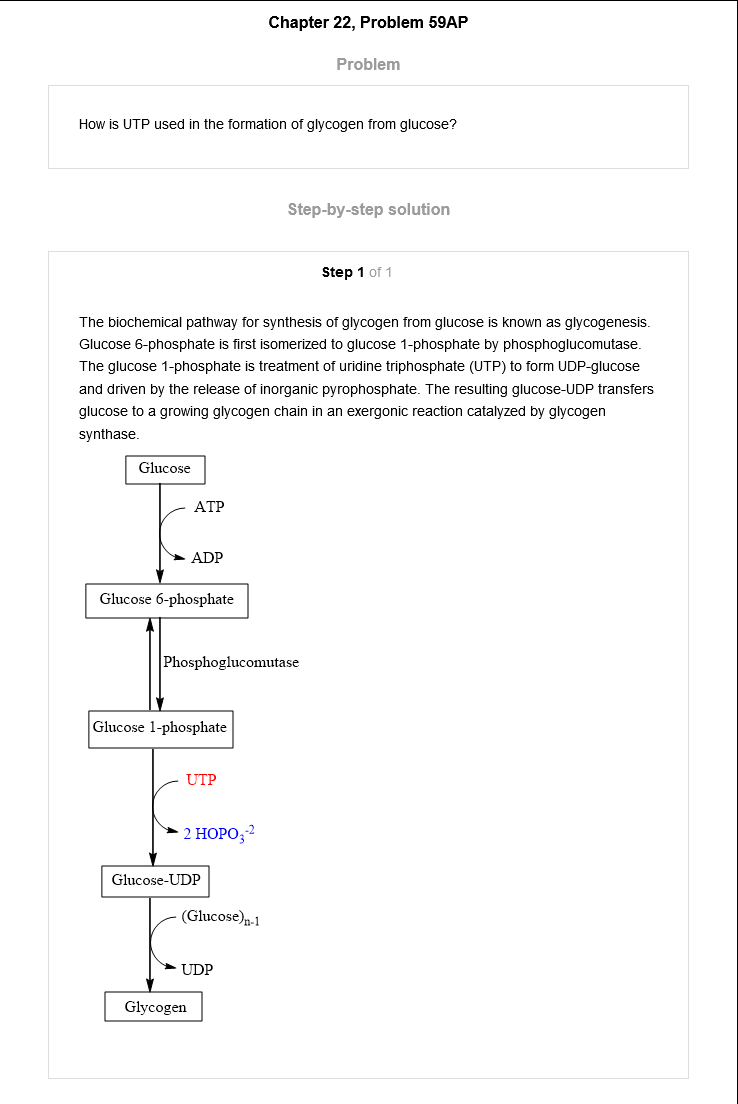 Chapter 22, Problem 59AP
Problem
How is UTP used in the formation of glycogen from glucose?
Step-by-step solution
Step 1 of 1
The biochemical pathway for synthesis of glycogen from glucose is known as glycogenesis.
Glucose 6-phosphate is first isomerized to glucose 1-phosphate by phosphoglucomutase.
The glucose 1-phosphate is treatment of uridine triphosphate (UTP) to form UDP-glucose
and driven by the release of inorganic pyrophosphate. The resulting glucose-UDP transfers
glucose to a growing glycogen chain in an exergonic reaction catalyzed by glycogen
synthase.
Glucose
ATP
ADP
Glucose 6-phosphate
Phosphoglucomutase
Glucose 1-phosphate
UTP
2 HOPO₃⁻²
Glucose-UDP
(Glucose)ₙ₋₁
UDP
Glycogen